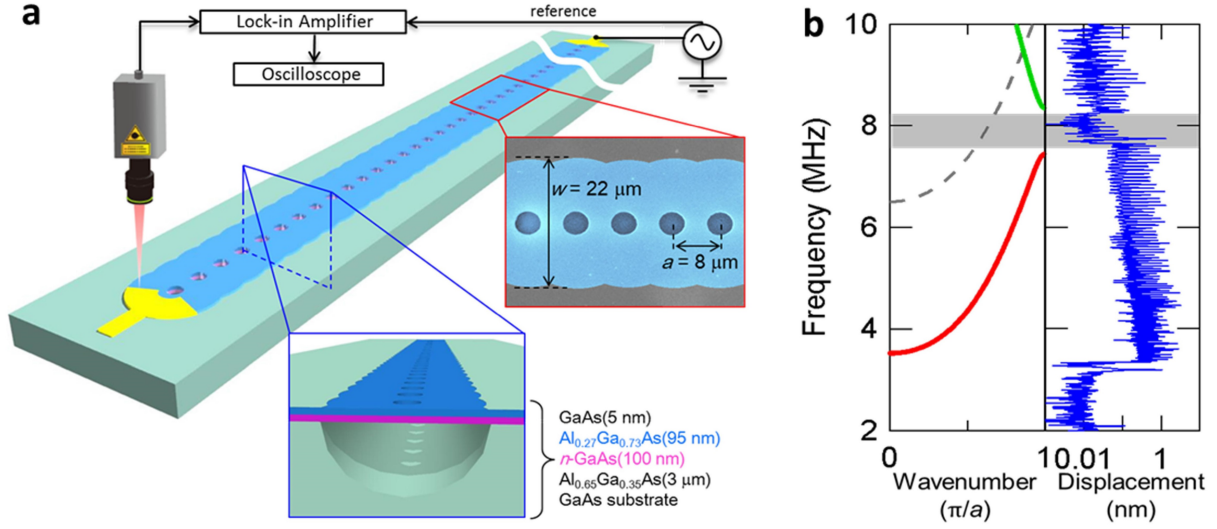 a
Lock-in Amplifier
reference
Oscilloscope
w = 22 μm
a = 8 μm
GaAs(5 nm)
Al0.27Ga0.73As(95 nm)
n-GaAs(100 nm)
Al0.65Ga0.35As(3 μm)
GaAs substrate
b
Frequency (MHz)
10
8
6
4
2
0
1
0.01
1
Wavenumber
(π/a)
Displacement
(nm)